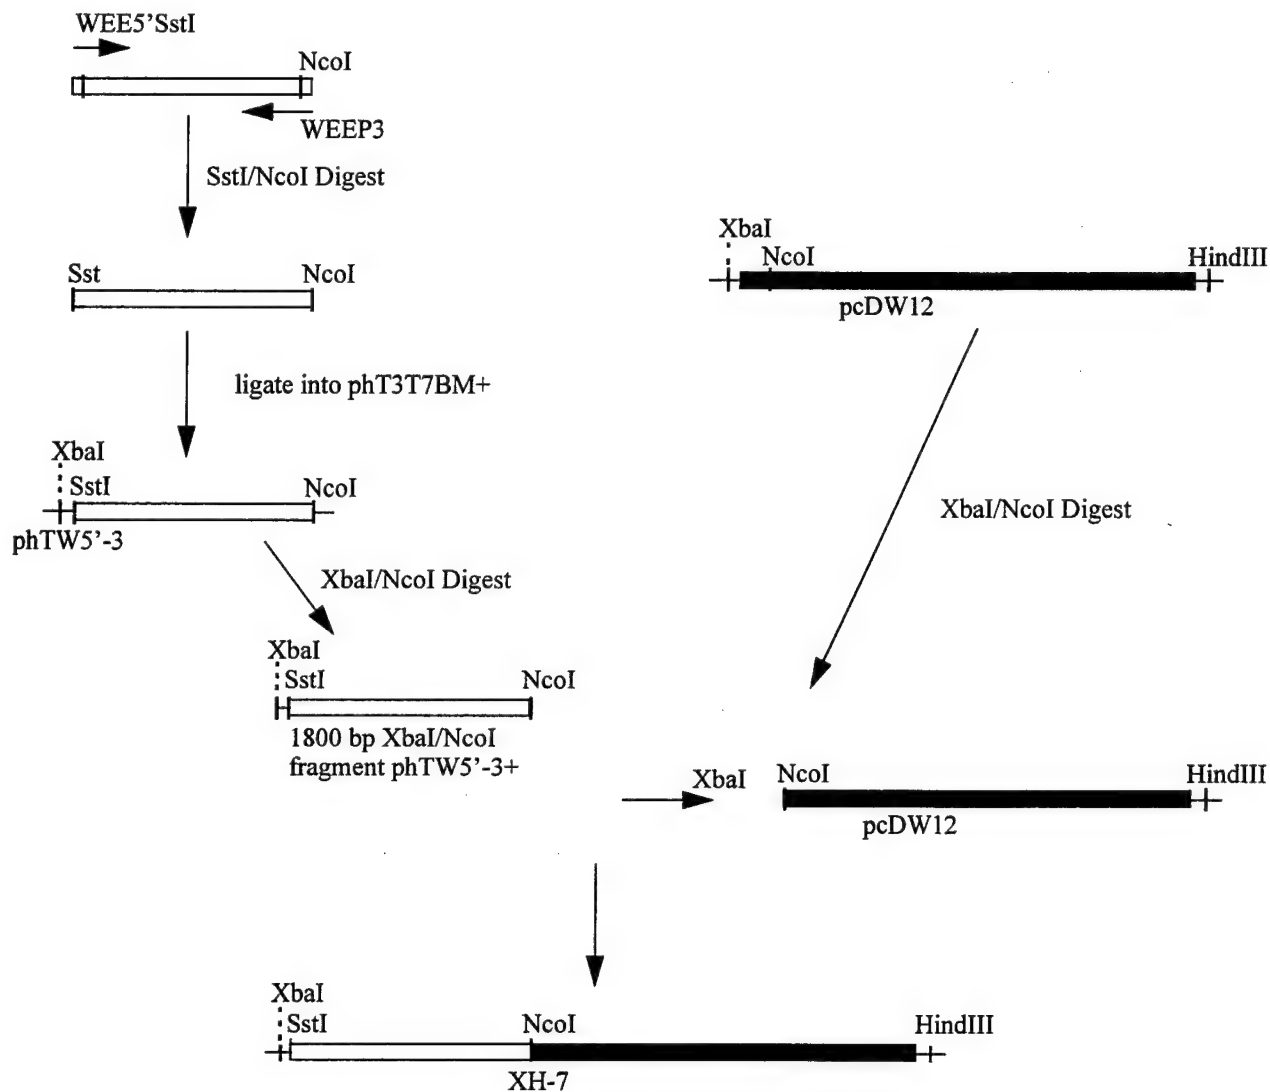 WEE5'SstI
NcoI
WEEP3
SstI/NcoI Digest
Sst
NcoI
ligate into phT3T7BM+
XbaI
SstI
NcoI
phTW5'-3
XbaI/NcoI Digest
XbaI
SstI
NcoI
1800 bp XbaI/NcoI
fragment phTW5'-3+
XbaI
NcoI
HindIII
pcDW12
XbaI/NcoI Digest
XbaI
NcoI
HindIII
pcDW12
XbaI
SstI
NcoI
HindIII
XH-7